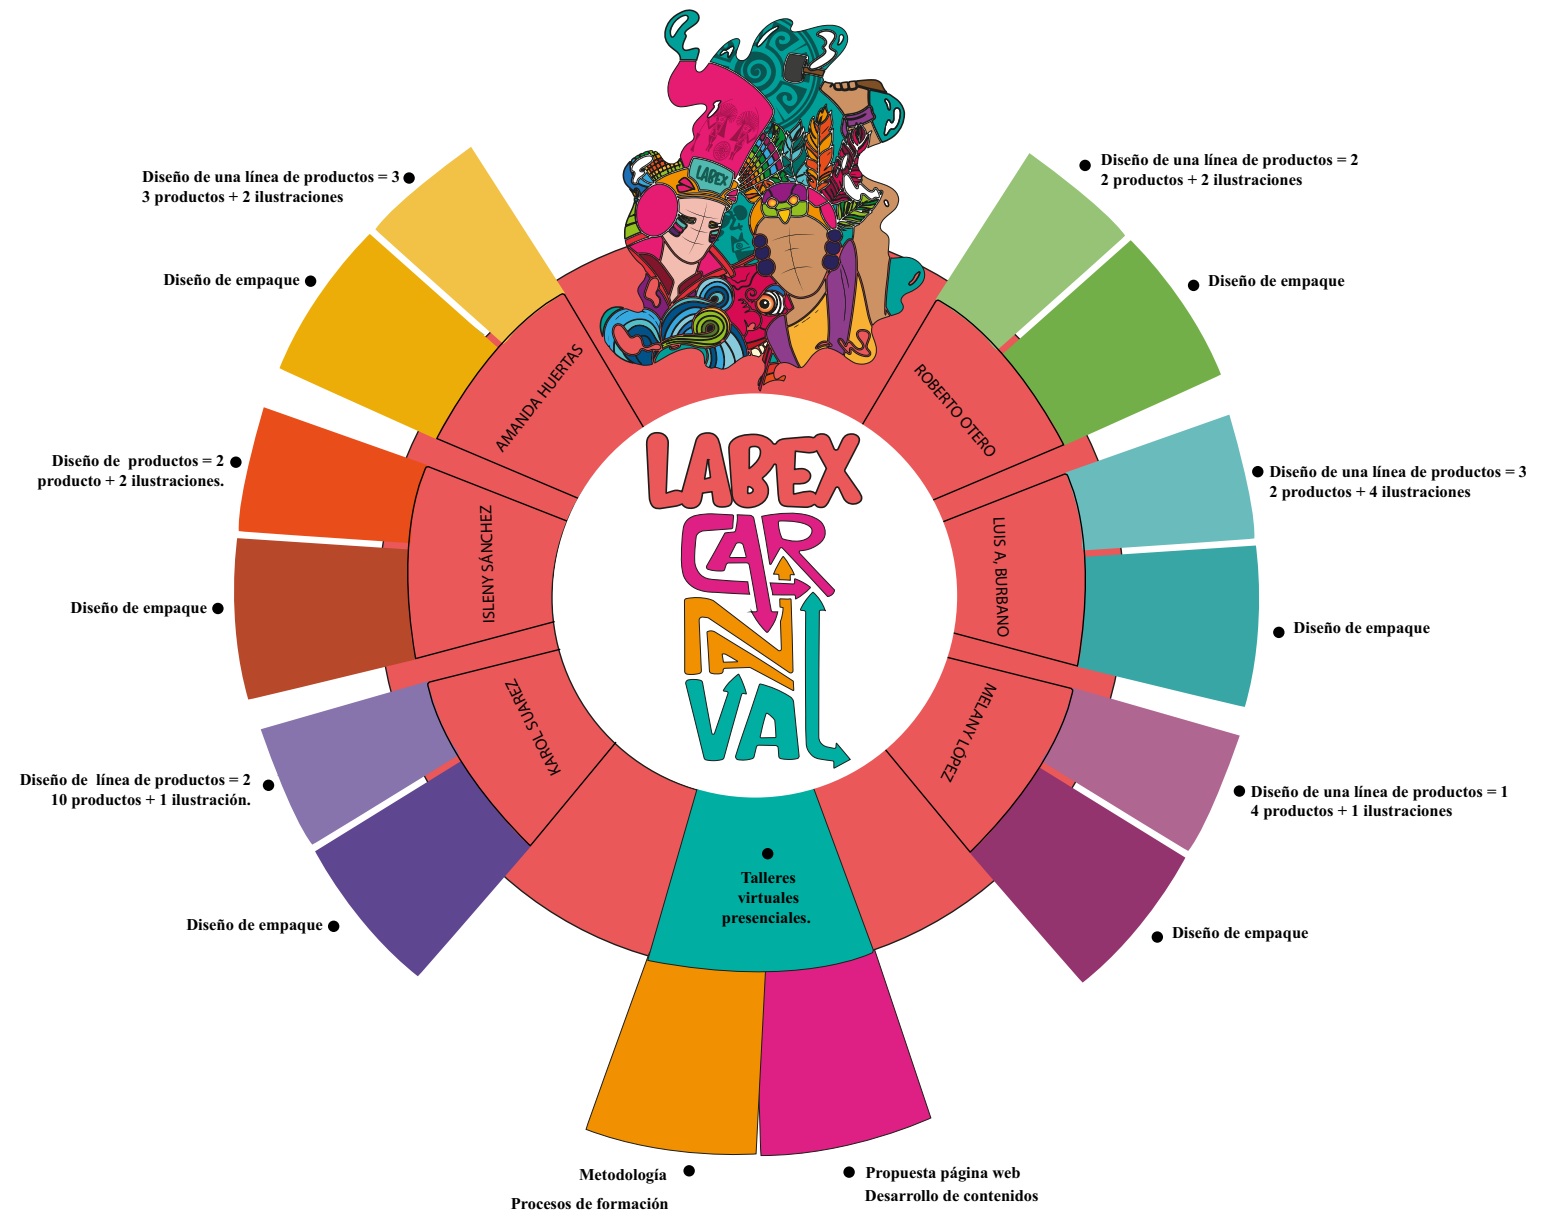 LABEX
Diseño de una línea de productos = 3
3 productos + 2 ilustraciones
Diseño de empaque
AMANDA HUERTAS
Diseño de una línea de productos = 2
2 productos + 2 ilustraciones
Diseño de empaque
ROBERTO OTERO
LABEX
CAR
NA
VAL
Diseño de  productos = 2
producto + 2 ilustraciones.
Diseño de empaque
ISLENY SÁNCHEZ
Diseño de una línea de productos = 3
2 productos + 4 ilustraciones
Diseño de empaque
LUIS A, BURBANO
Diseño de  línea de productos = 2
10 productos + 1 ilustración.
Diseño de empaque
KAROL SUAREZ
Diseño de una línea de productos = 1
4 productos + 1 ilustraciones
Diseño de empaque
MELANY LÓPEZ
Talleres
virtuales
presenciales.
Metodología
Procesos de formación
Propuesta página web
Desarrollo de contenidos